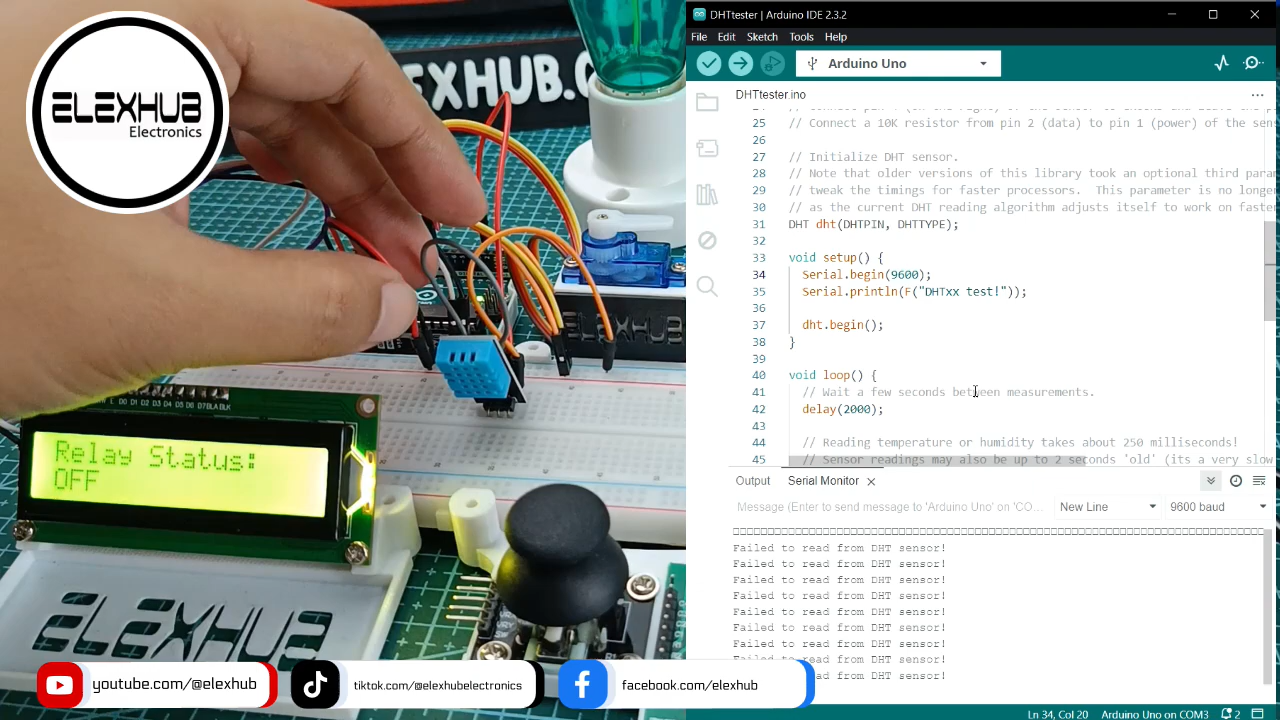 ELEXHUB
Electronics
EXHUB.COM
Relay Status:
OFF
ELEXHUB
DHTtester | Arduino IDE 2.3.2
File Edit Sketch Tools Help
Arduino Uno
DHTtester.ino
25 // Connect a 10K resistor from pin 2 (data) to pin 1 (power) of the sen
26
27 // Initialize DHT sensor.
28 // Note that older versions of this library took an optional third para
29 // tweak the timings for faster processors. This parameter is no longe
30 // as the current DHT reading algorithm adjusts itself to work on faste
31 DHT dht(DHTPIN, DHTTYPE);
32
33 void setup() {
34 Serial.begin(9600);
35 Serial.println(F("DHTxx test!"));
36
37 dht.begin();
38 }
39
40 void loop() {
41 // Wait a few seconds between measurements.
42 delay(2000);
43
44 // Reading temperature or humidity takes about 250 milliseconds!
45 // Sensor readings may also be up to 2 seconds 'old' (its a very slow
Output Serial Monitor
Message (Enter to send message to 'Arduino Uno' on 'CO... New Line 9600 baud
Failed to read from DHT sensor!
Failed to read from DHT sensor!
Failed to read from DHT sensor!
Failed to read from DHT sensor!
Failed to read from DHT sensor!
Failed to read from DHT sensor!
Failed to read from DHT sensor!
Failed to read from DHT sensor!
read from DHT sensor!
Ln 34, Col 20 Arduino Uno on COM3 2
youtube.com/@elexhub
tiktok.com/@elexhubelectronics
facebook.com/elexhub